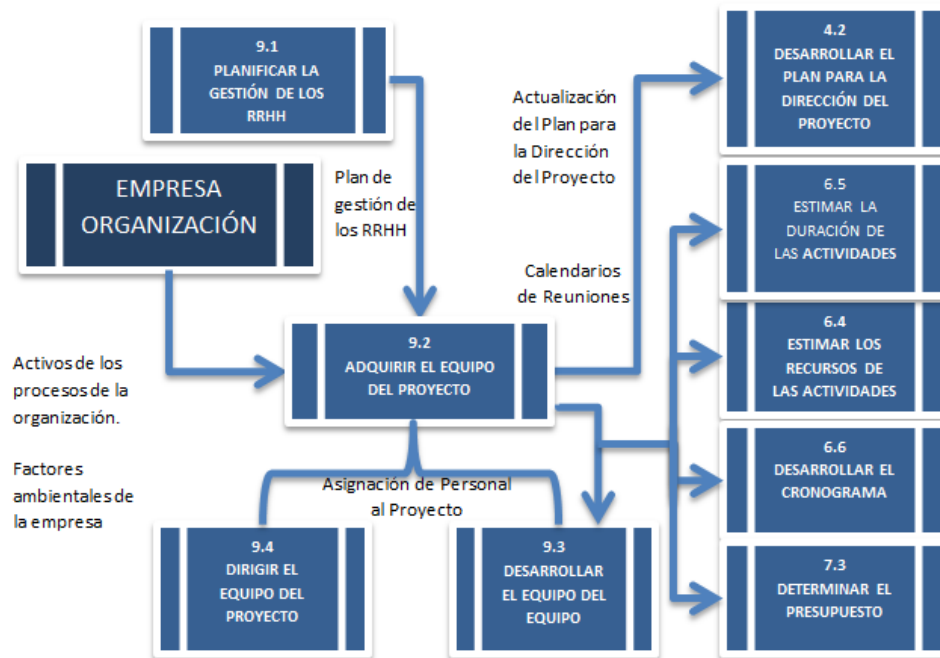 9.1
PLANIFICAR LA
GESTIÓN DE LOS
RRHH
EMPRESA
ORGANIZACIÓN
Plan de
gestión de
los RRHH
Actualización
del Plan para
la Dirección
del Proyecto
Calendarios
de Reuniones
4.2
DESARROLLAR EL
PLAN PARA LA
DIRECCIÓN DEL
PROYECTO
6.5
ESTIMAR LA
DURACIÓN DE
LAS ACTIVIDADES
9.2
ADQUIRIR EL EQUIPO
DEL PROYECTO
6.4
ESTIMAR LOS
RECURSOS DE
LAS ACTIVIDADES
Activos de los
procesos de la
organización.
Factores
ambientales de
la empresa
Asignación de Personal
al Proyecto
6.6
DESARROLLAR EL
CRONOGRAMA
9.4
DIRIGIR EL
EQUIPO DEL
PROYECTO
9.3
DESARROLLAR
EL EQUIPO DEL
EQUIPO
7.3
DETERMINAR EL
PRESUPUESTO